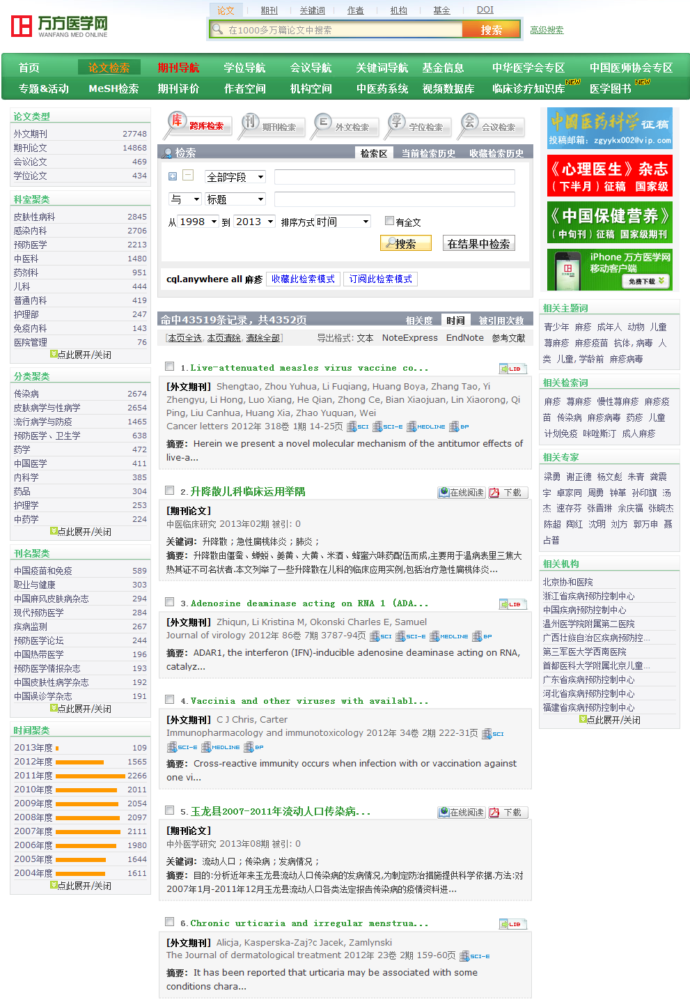 论文 期刊 关键词 作者 机构 基金 DOI
万方医学网
WANFANG MED ONLINE
在1000多万篇论文中搜索 搜索 高级搜索
首页 论文检索 期刊导航 学位导航 会议导航 关键词导航 基金信息 中华医学会专区 中国医师协会专区
专题&活动 MeSH检索 期刊评价 作者空间 机构空间 中医药系统 视频数据库 临床诊疗知识库 NEW 医学图书 NEW
论文类型
外文期刊 27748
期刊论文 14868
会议论文 469
学位论文 434
科室聚类
皮肤性病科 2845
感染内科 2706
预防医学 2213
中医科 1480
药剂科 951
儿科 444
普通内科 419
护理部 247
免疫内科 143
医院管理 76
点此展开/关闭
分类聚类
传染病 2674
皮肤病学与性病学 2654
流行病学与防疫 1465
预防医学、卫生学 638
药学 472
中国医学 411
内科学 385
药品 304
护理学 253
中药学 224
点此展开/关闭
刊名聚类
中国疫苗和免疫 589
职业与健康 303
中国麻风皮肤病杂志 294
现代预防医学 284
疾病监测 267
预防医学论坛 244
中国热带医学 196
预防医学情报杂志 193
中国皮肤性病学杂志 192
中国误诊学杂志 191
点此展开/关闭
时间聚类
2013年度 109
2012年度 1565
2011年度 2266
2010年度 2011
2009年度 2054
2008年度 2097
2007年度 2111
2006年度 1980
2005年度 1644
2004年度 1611
点此展开/关闭
库 跨库检索 刊 期刊检索 E 外文检索 学 学位检索 会 会议检索
检索 检索区 当前检索历史 收藏检索历史
全部字段
与 标题
从 1998 到 2013 排序方式 时间 有全文
搜索 在结果中检索
cql.anywhere all 麻疹 收藏此检索模式 订阅此检索模式
命中43519条记录，共4352页 相关度 时间 被引用次数
[本页全选, 本页清除, 清除全部] 导出格式: 文本 NoteExpress EndNote 参考文献
1.Live-attenuated measles virus vaccine co... LIB
[外文期刊] Shengtao, Zhou Yuhua, Li Fuqiang, Huang Boya, Zhang Tao, Yi
Zhengyu, Li Hong, Luo Xiang, He Qian, Zhong Ce, Bian Xiaojuan, Lin Xiaorong, Qi
Ping, Liu Canhua, Huang Xia, Zhao Yuquan, Wei
Cancer letters 2012年 318卷 1期 14-25页 SCI SCI-E MEDLINE BP
摘要：Herein we present a novel molecular mechanism of the antitumor effects of
live-a...
2.升降散儿科临床运用举隅 在线阅读 下载
[期刊论文]
中医临床研究 2013年02期 被引: 0
关键词：升降散；急性扁桃体炎；肺炎；
摘要：升降散由僵蚕、蝉蜕、姜黄、大黄、米酒、蜂蜜六味药配伍而成,主要用于温病表里三焦大
热其证不可名状者.本文列举了一些升降散在儿科的临床应用实例,包括治疗急性扁桃体炎...
3.Adenosine deaminase acting on RNA 1 (ADA... LIB
[外文期刊] Zhiqun, Li Kristina M, Okonski Charles E, Samuel
Journal of virology 2012年 86卷 7期 3787-94页 SCI SCI-E MEDLINE BP
摘要：ADAR1, the interferon (IFN)-inducible adenosine deaminase acting on RNA,
catalyz...
4.Vaccinia and other viruses with availabl...
[外文期刊] C J Chris, Carter
Immunopharmacology and immunotoxicology 2012年 34卷 2期 222-31页 SCI
SCI-E MEDLINE BP
摘要：Cross-reactive immunity occurs when infection with or vaccination against
one vi...
5.玉龙县2007-2011年流动人口传染病... 在线阅读 下载
[期刊论文]
中外医学研究 2013年08期 被引: 0
关键词：流动人口；传染病；发病情况；
摘要：目的:分析近年来玉龙县流动人口传染病的发病情况,为制定防治措施提供科学依据.方法:对
2007年1月-2011年12月玉龙县流动人口各类法定报告传染病的疫情资料进...
6.Chronic urticaria and irregular menstrua... LIB
[外文期刊] Alicja, Kasperska-Zaj?c Jacek, Zamlynski
The Journal of dermatological treatment 2012年 23卷 2期 159-60页 SCI-E
摘要：It has been reported that urticaria may be associated with some
conditions chara...
中国医药科学 征稿
投稿邮箱：zgyykx002@vip.com
《心理医生》杂志
（下半月）征稿 国家级
《中国保健营养》
（中旬刊）征稿 国家级期刊
iPhone 万方医学网
移动客户端
免费下载
相关主题词
青少年 麻疹 成年人 动物 儿童
荨麻疹 麻疹疫苗 抗体,病毒 人
类 儿童,学龄前 麻疹病毒
相关检索词
麻疹 荨麻疹 慢性荨麻疹 麻疹疫
苗 传染病 麻疹病毒 药疹 儿童
计划免疫 咪唑斯汀 成人麻疹
相关专家
梁勇 谢正德 杨文彪 朱青 龚震
宇 卓家同 周勇 钟革 孙印旗 汤
杰 速存芬 张晋琳 余庆福 张晓杰
陈超 陶红 沈明 刘方 郭万申 聂
占普
相关机构
北京协和医院
浙江省疾病预防控制中心
中国疾病预防控制中心
温州医学院附属第二医院
广西壮族自治区疾病预防控...
第三军医大学西南医院
首都医科大学附属北京儿童...
广东省疾病预防控制中心
河北省疾病预防控制中心
福建省疾病预防控制中心
点此展开/关闭